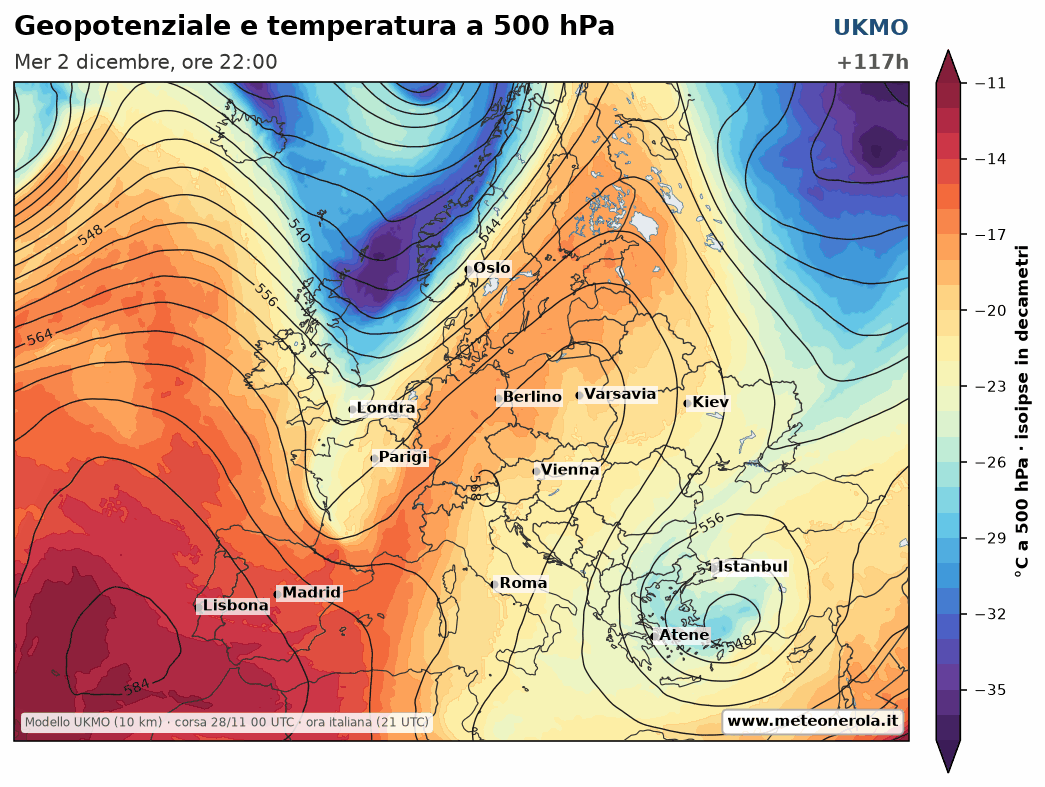 Geopotenziale e temperatura a 500 hPa
UKMO
Mer 2 dicembre, ore 22:00
+117h
548
540
544
556
564
Oslo
Londra
Berlino
Varsavia
Kiev
Parigi
Vienna
568
556
Istanbul
Roma
Madrid
Lisbona
Atene
548
584
Modello UKMO (10 km) · corsa 28/11 00 UTC · ora italiana (21 UTC)
www.meteonerola.it
−11
−14
−17
−20
−23
−26
−29
−32
−35
°C a 500 hPa · isoipse in decametri